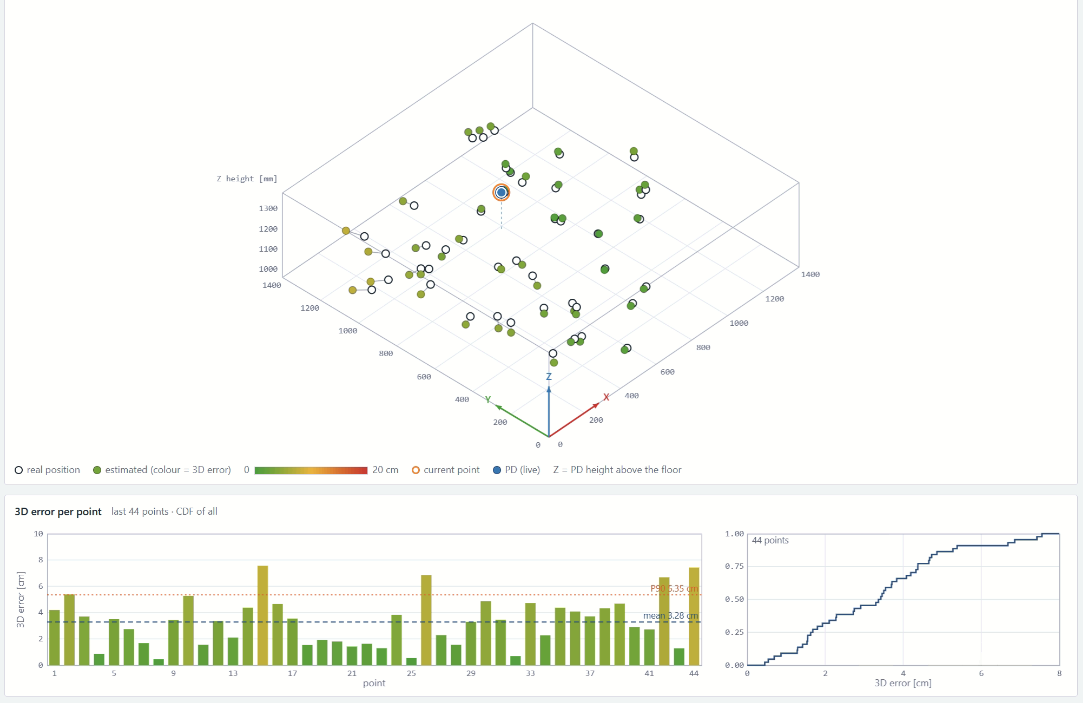 Z height [mm]
1300
1200
1100
1000
1400
1200
1000
800
600
400
200
0
0
200
400
600
800
1000
1200
1400
Z
Y
X
real position
estimated (colour = 3D error)
0
20 cm
current point
PD (live)
Z = PD height above the floor
3D error per point
last 44 points · CDF of all
10
8
6
4
2
0
3D error [cm]
P90 5.35 cm
mean 3.28 cm
1
5
9
13
17
21
25
29
33
37
41
44
point
44 points
1.00
0.75
0.50
0.25
0.00
0
2
4
6
8
3D error [cm]